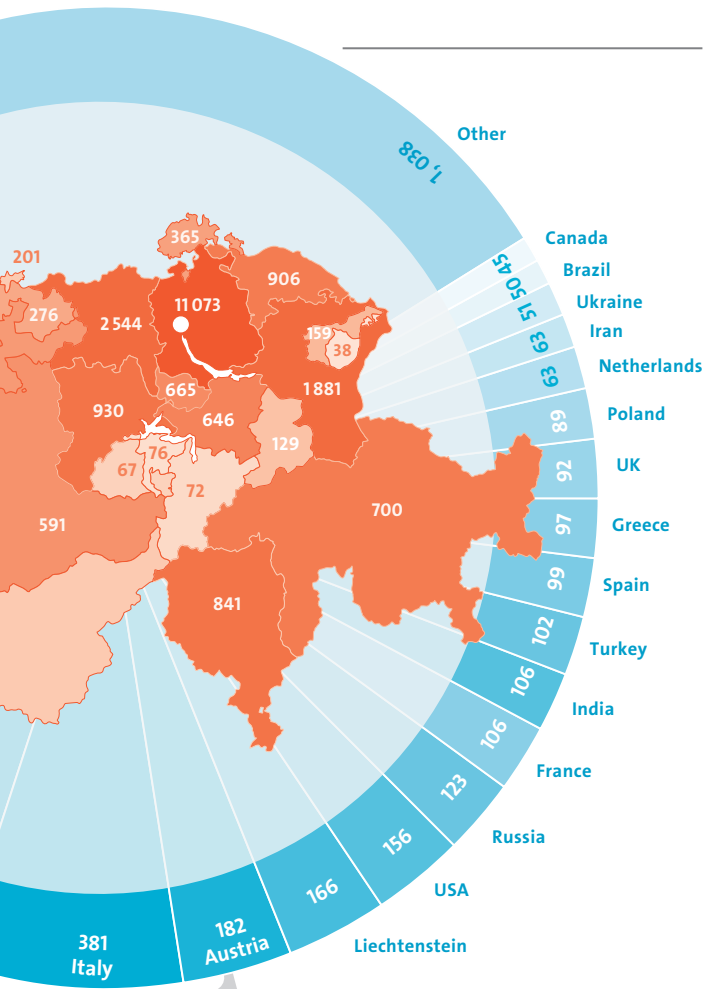 Other
1,038
Canada
45
Brazil
50
Ukraine
51
Iran
63
Netherlands
63
Poland
89
UK
92
Greece
97
Spain
99
Turkey
102
India
106
France
106
Russia
123
USA
156
Liechtenstein
166
182
Austria
381
Italy
201
365
906
276
2 544
11 073
159
38
1 881
665
930
646
129
76
67
72
591
700
841